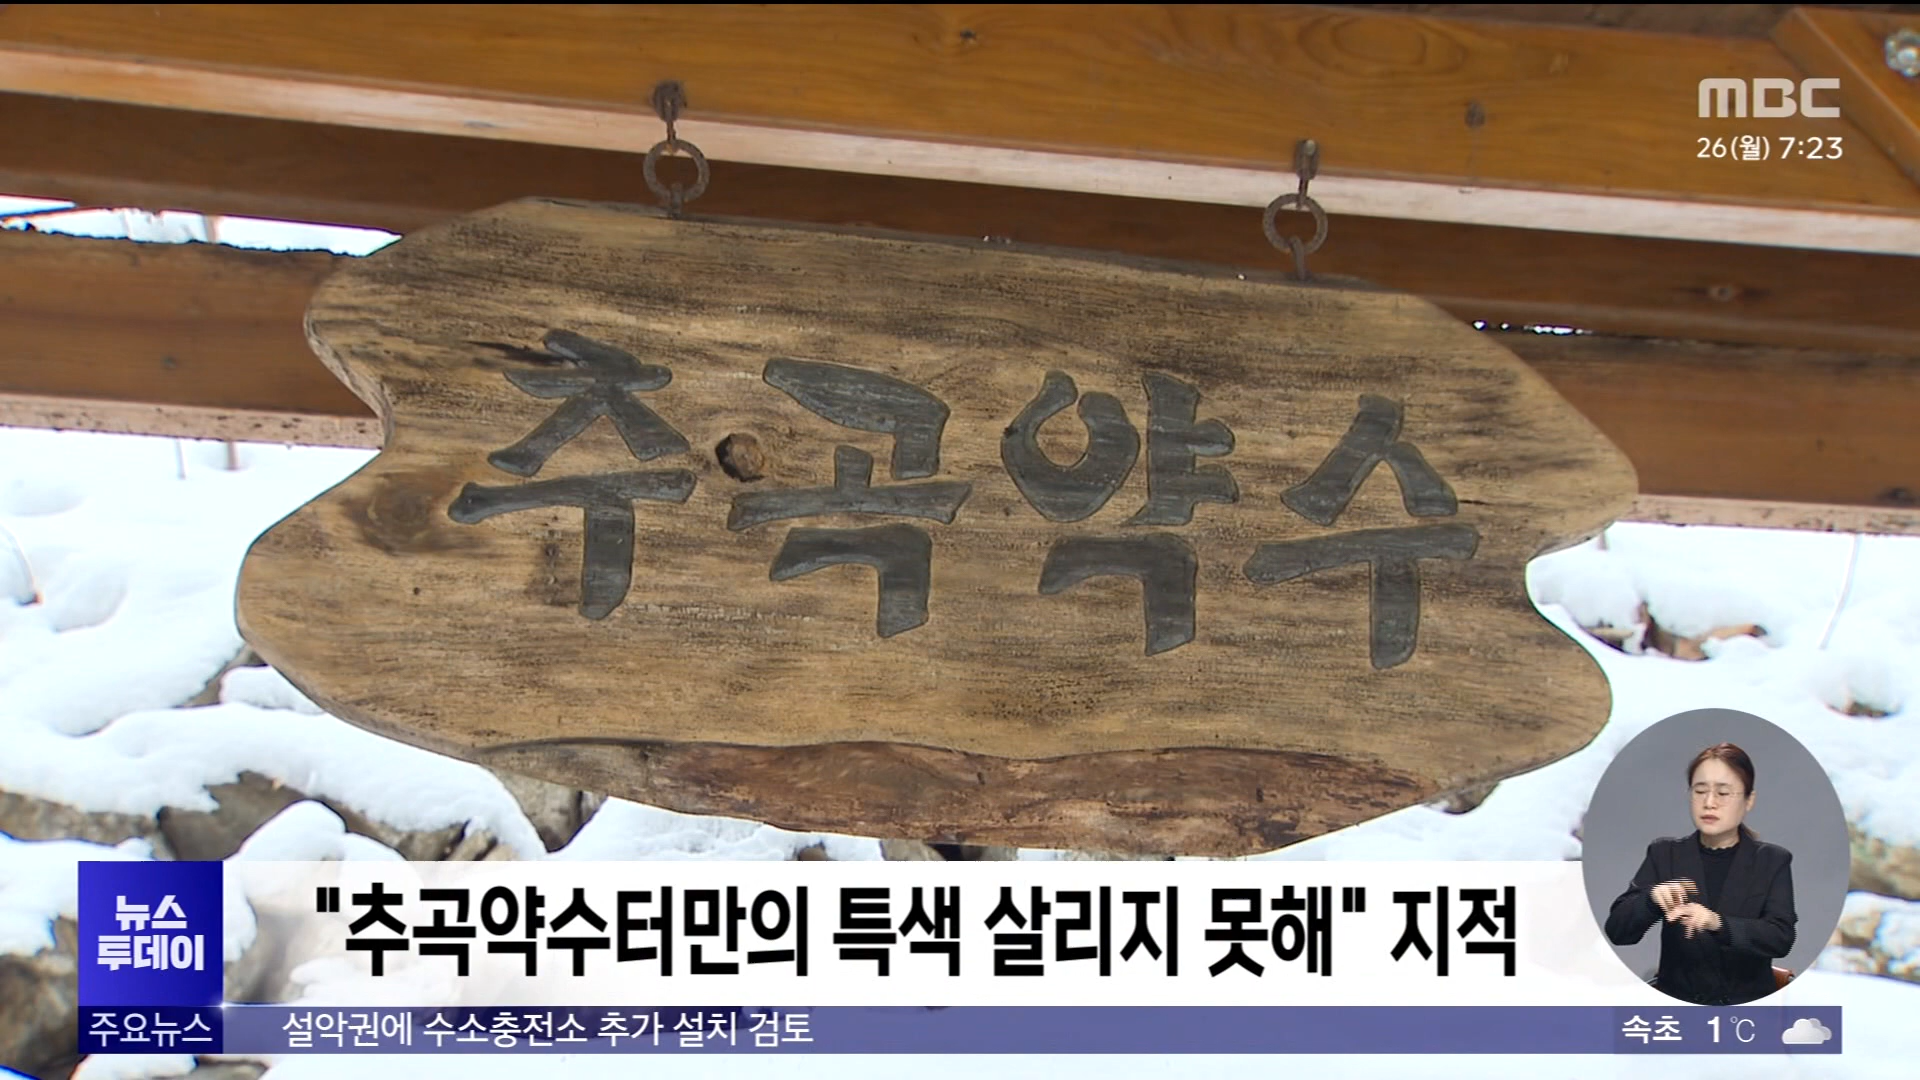 MBC
26(월) 7:23
추곡약수
뉴스
투데이
"추곡약수터만의 특색 살리지 못해" 지적
주요뉴스
설악권에 수소충전소 추가 설치 검토
속초 1℃